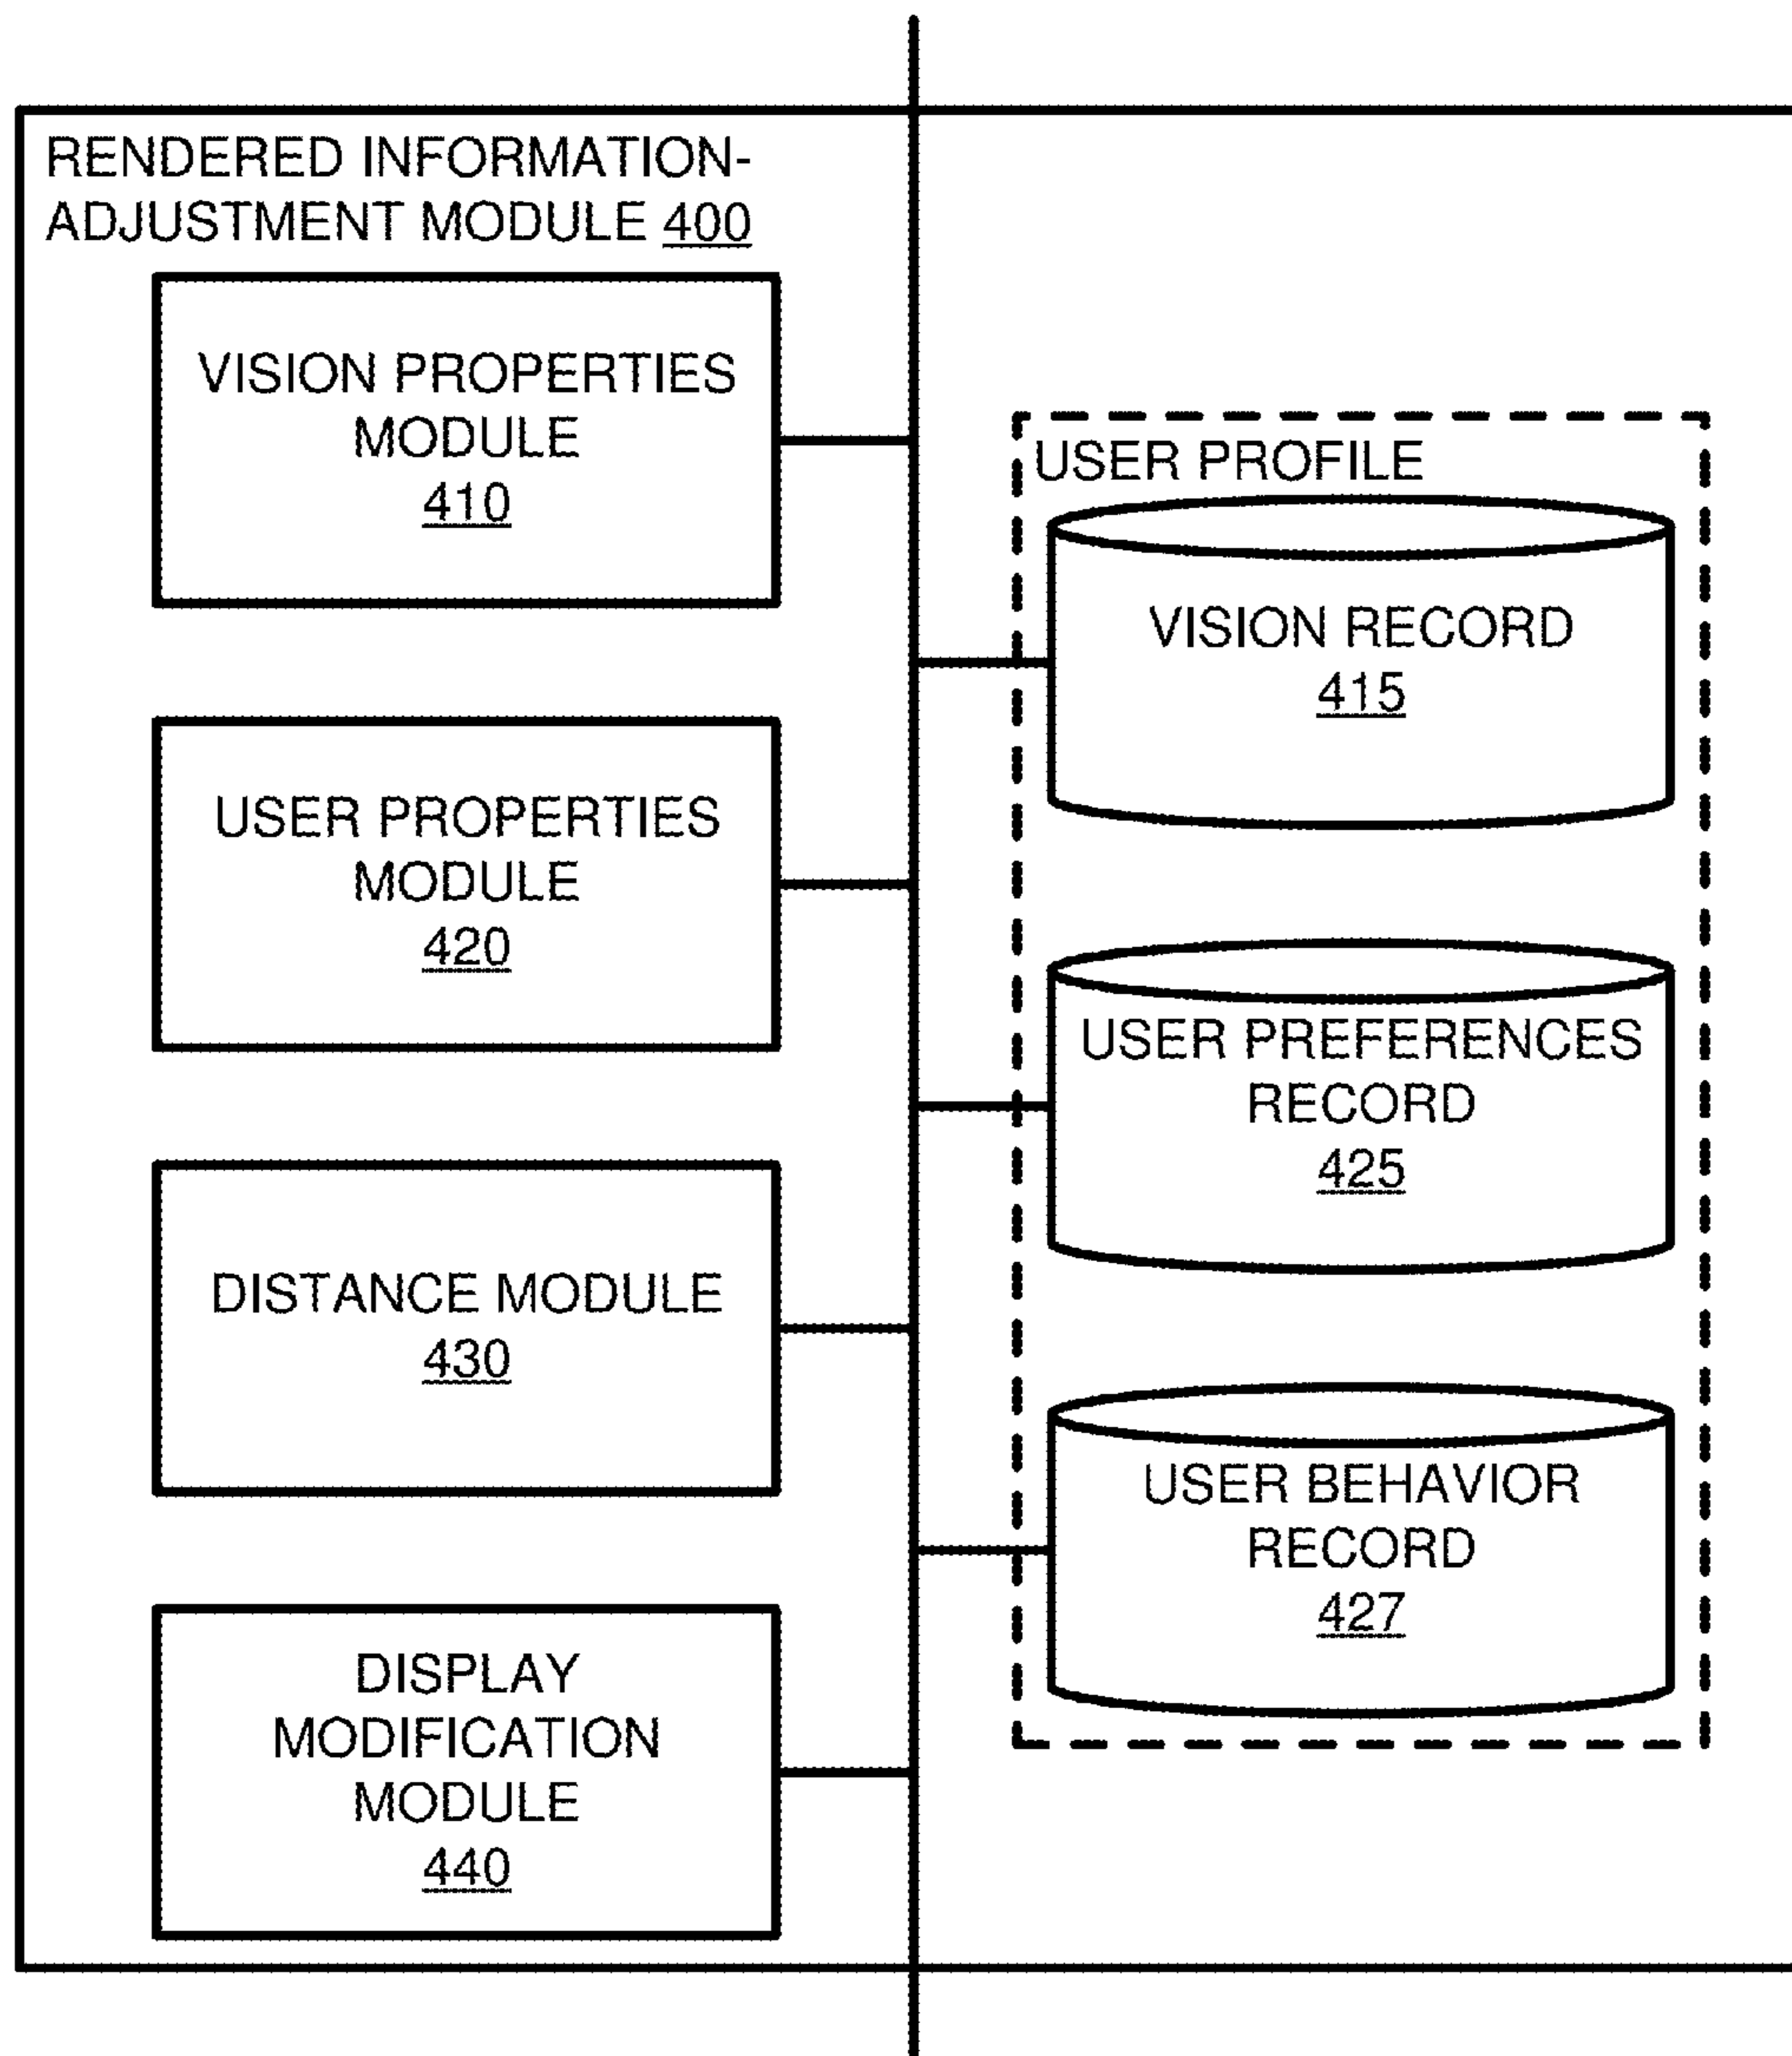 RENDERED INFORMATION-
ADJUSTMENT MODULE 400
VISION PROPERTIES
MODULE
410
USER PROPERTIES
MODULE
420
DISTANCE MODULE
430
DISPLAY
MODIFICATION
MODULE
440
USER PROFILE
VISION RECORD
415
USER PREFERENCES
RECORD
425
USER BEHAVIOR
RECORD
427